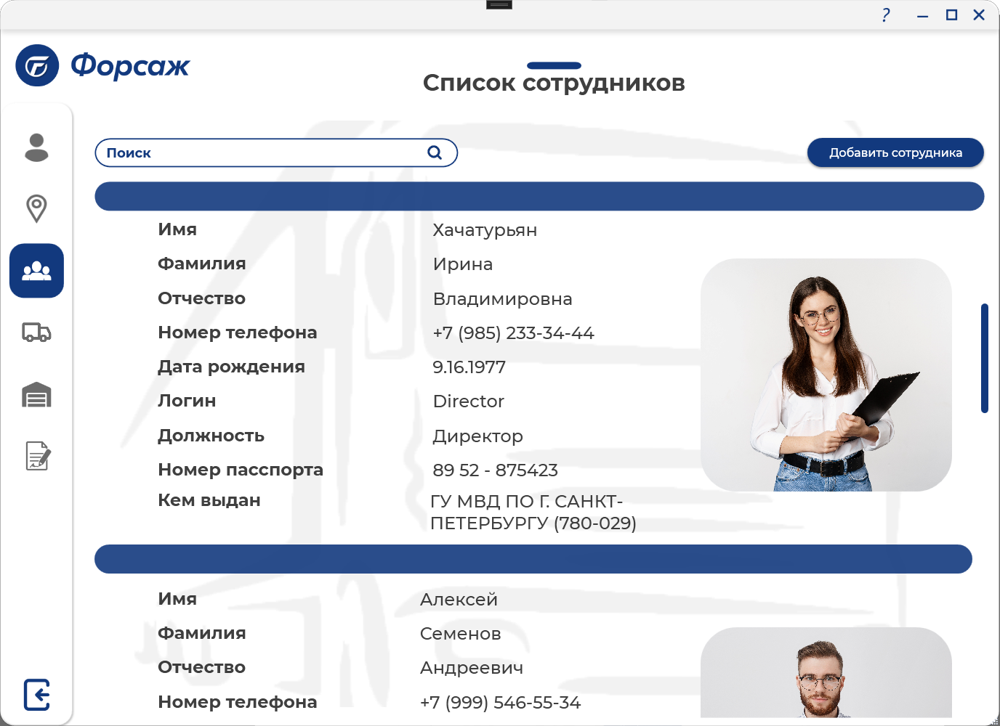 ?
Форсаж
Список сотрудников
Поиск
Добавить сотрудника
Имя Хачатурьян
Фамилия Ирина
Отчество Владимировна
Номер телефона +7 (985) 233-34-44
Дата рождения 9.16.1977
Логин Director
Должность Директор
Номер пасспорта 89 52 - 875423
Кем выдан ГУ МВД ПО Г. САНКТ-
ПЕТЕРБУРГУ (780-029)
Имя Алексей
Фамилия Семенов
Отчество Андреевич
Номер телефона +7 (999) 546-55-34